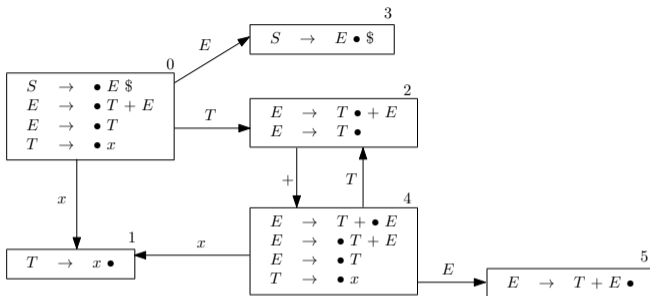 3
E
S → E • $
0
S → • E $
E → • T + E
E → • T
T → • x
T
2
E → T • + E
E → T •
+
T
x
4
E → T + • E
E → • T + E
E → • T
T → • x
1
T → x •
x
E
5
E → T + E •